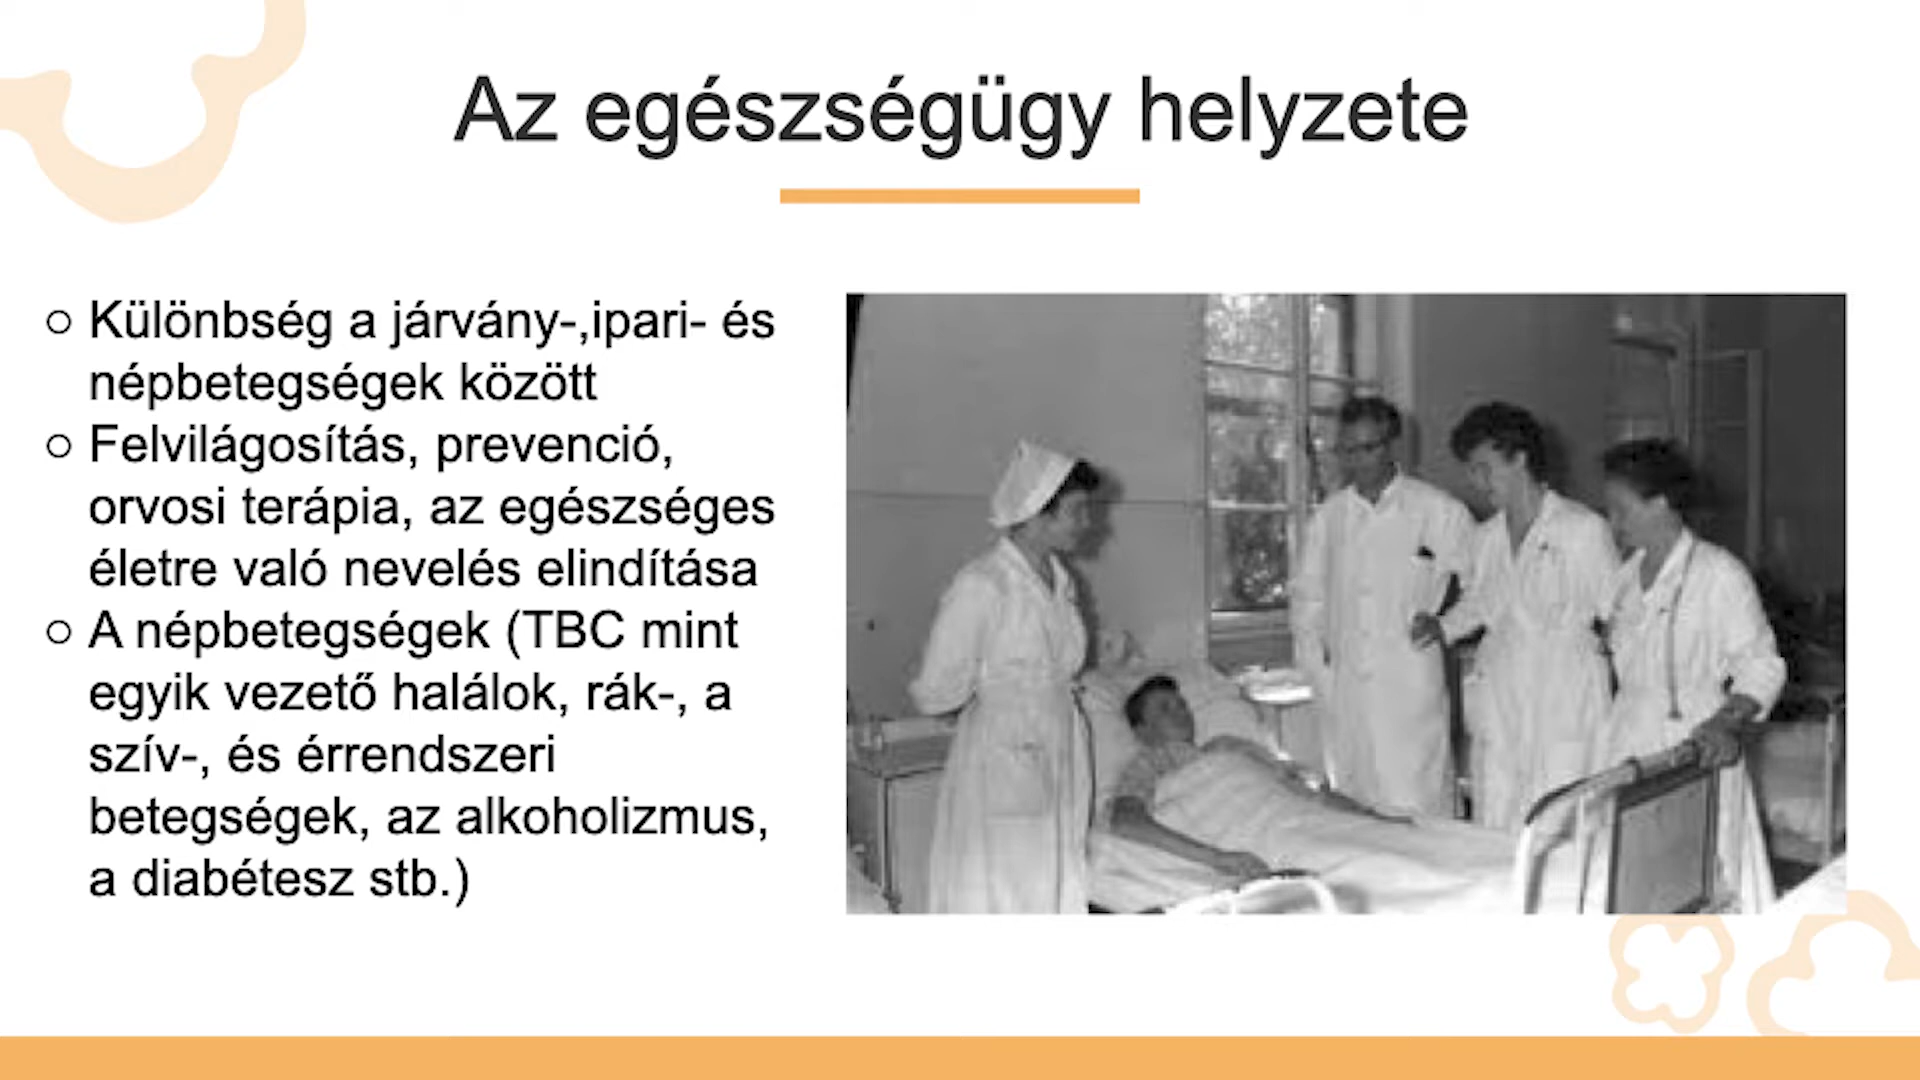 Az egészségügy helyzete
○ Különbség a járvány-,ipari- és
népbetegségek között
○ Felvilágosítás, prevenció,
orvosi terápia, az egészséges
életre való nevelés elindítása
○ A népbetegségek (TBC mint
egyik vezető halálok, rák-, a
szív-, és érrendszeri
betegségek, az alkoholizmus,
a diabétesz stb.)